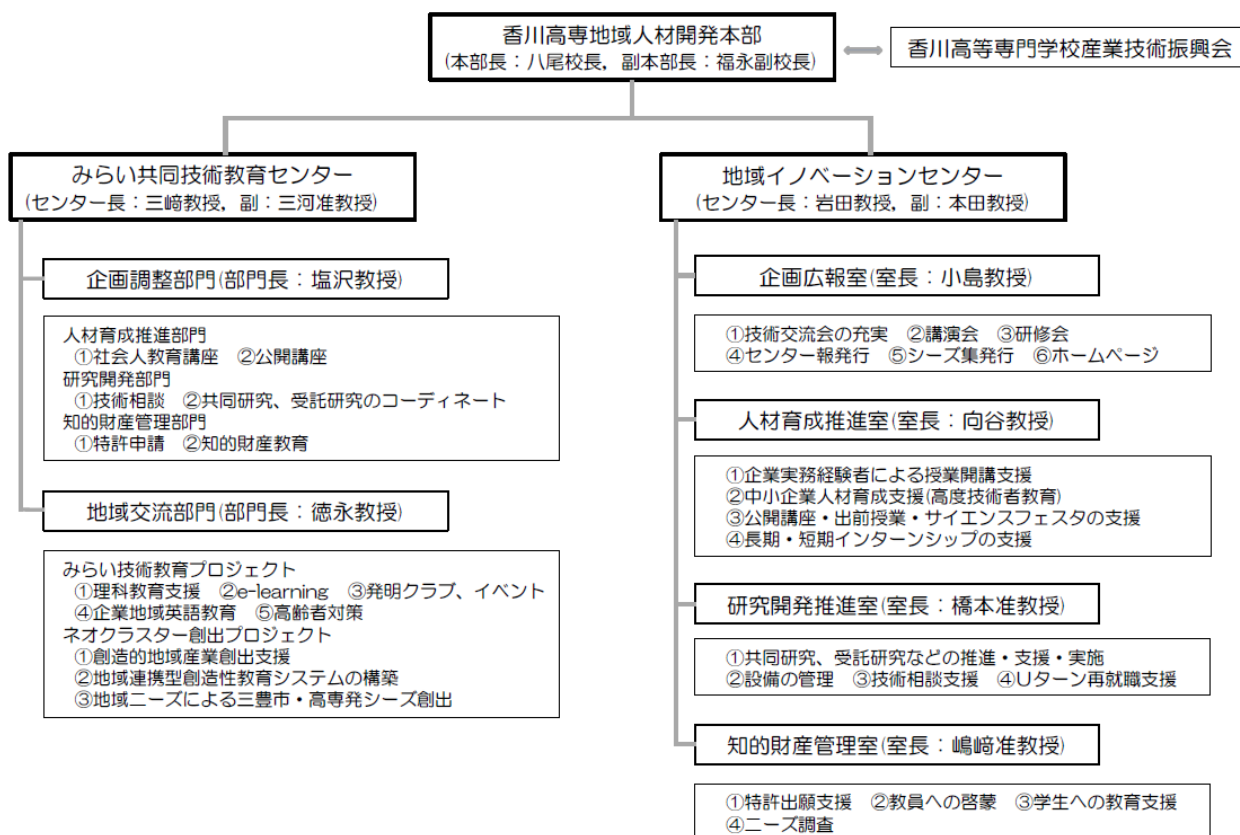 香川高専地域人材開発本部
(本部長：八尾校長，副本部長：福永副校長)
香川高等専門学校産業技術振興会
みらい共同技術教育センター
(センター長：三﨑教授，副：三河准教授)
企画調整部門(部門長：塩沢教授)
人材育成推進部門
①社会人教育講座 ②公開講座
研究開発部門
①技術相談 ②共同研究、受託研究のコーディネート
知的財産管理部門
①特許申請 ②知的財産教育
地域交流部門(部門長：徳永教授)
みらい技術教育プロジェクト
①理科教育支援 ②e-learning ③発明クラブ、イベント
④企業地域英語教育 ⑤高齢者対策
ネオクラスター創出プロジェクト
①創造的地域産業創出支援
②地域連携型創造性教育システムの構築
③地域ニーズによる三豊市・高専発シーズ創出
地域イノベーションセンター
(センター長：岩田教授，副：本田教授)
企画広報室(室長：小島教授)
①技術交流会の充実 ②講演会 ③研修会
④センター報発行 ⑤シーズ集発行 ⑥ホームページ
人材育成推進室(室長：向谷教授)
①企業実務経験者による授業開講支援
②中小企業人材育成支援(高度技術者教育)
③公開講座・出前授業・サイエンスフェスタの支援
④長期・短期インターンシップの支援
研究開発推進室(室長：橋本准教授)
①共同研究、受託研究などの推進・支援・実施
②設備の管理 ③技術相談支援 ④Uターン再就職支援
知的財産管理室(室長：嶋﨑准教授)
①特許出願支援 ②教員への啓蒙 ③学生への教育支援
④ニーズ調査